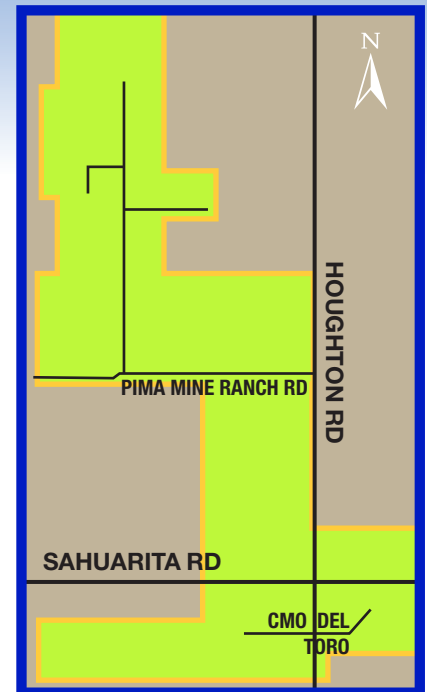 N
HOUGHTON RD
PIMA MINE RANCH RD
SAHUARITA RD
CMO DEL
TORO